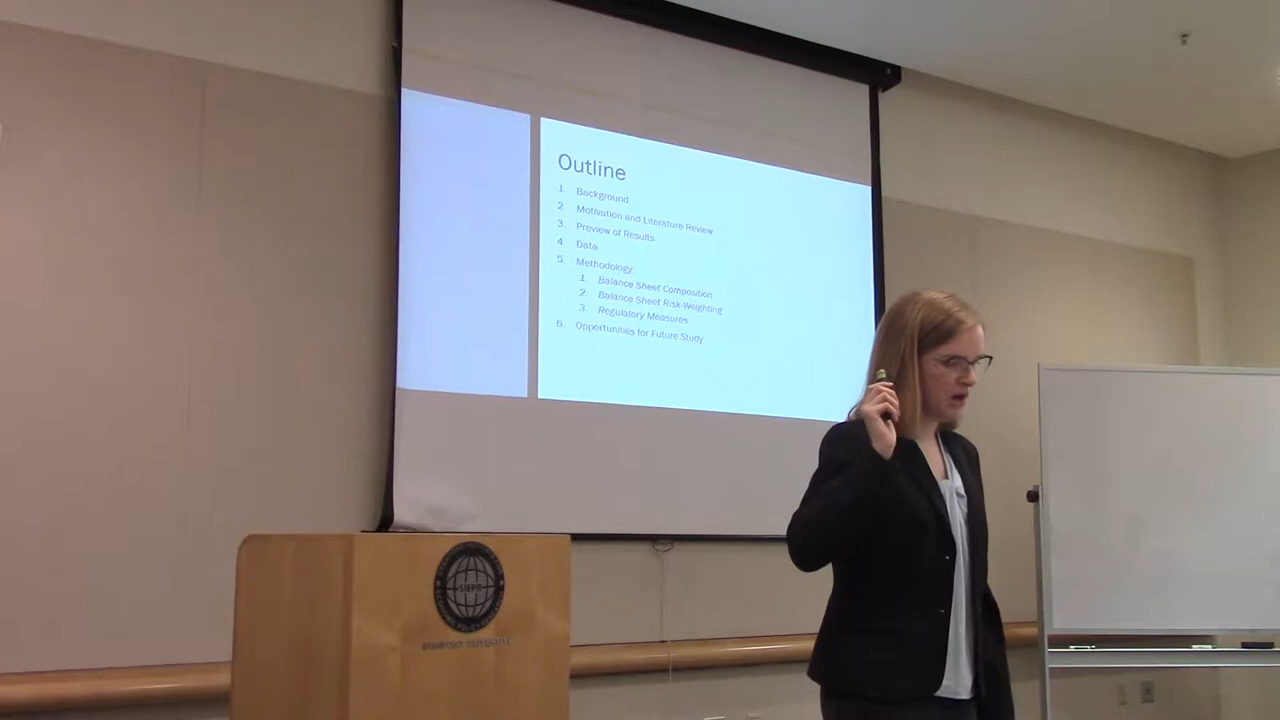 Outline
1. Background
2. Motivation and Literature Review
3. Preview of Results
4. Data
5. Methodology:
1. Balance Sheet Composition
2. Balance Sheet Risk-Weighting
3. Regulatory Measures
6. Opportunities for Future Study
SIEPR
STANFORD UNIVERSITY